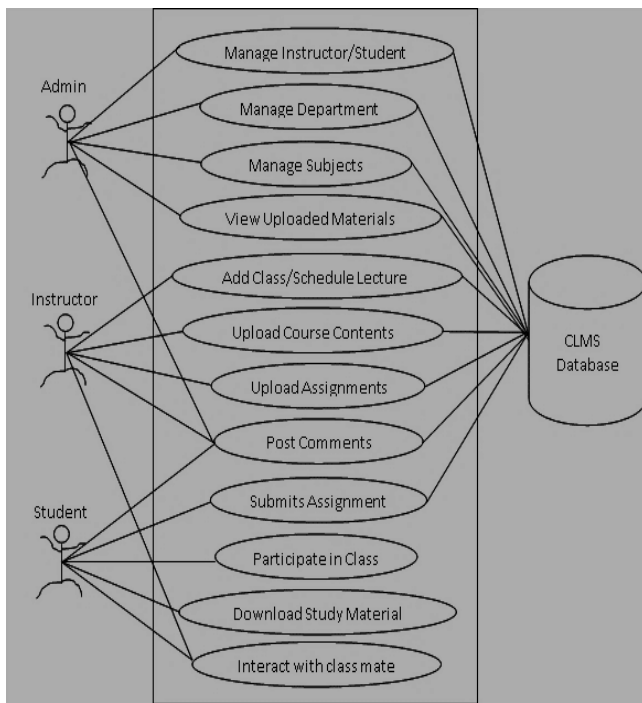 Admin
Manage Instructor/Student
Manage Department
Manage Subjects
View Uploaded Materials
Instructor
Add Class/Schedule Lecture
Upload Course Contents
Upload Assignments
Post Comments
Student
Submits Assignment
Participate in Class
Download Study Material
Interact with class mate
CLMS
Database